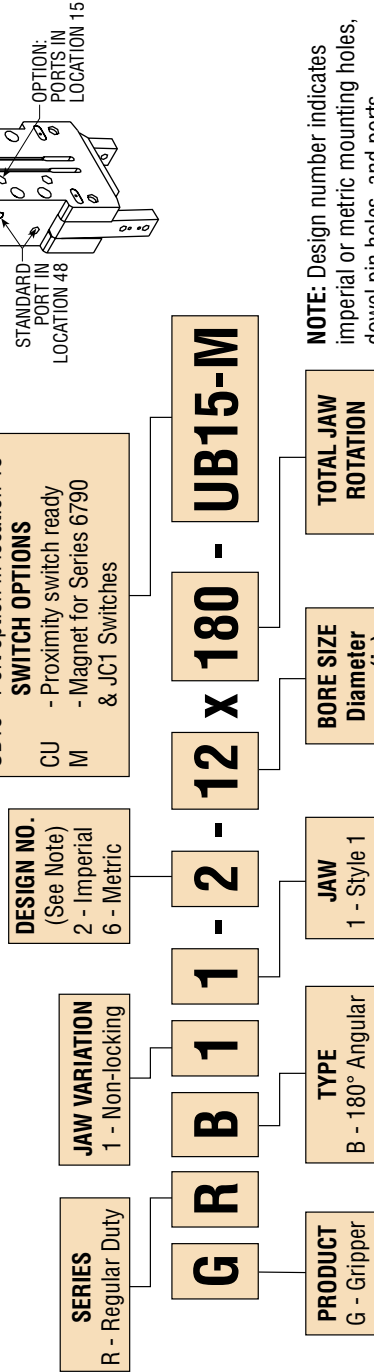 OPTION:
PORTS IN
LOCATION 15
STANDARD
PORT IN
LOCATION 48
SWITCH OPTIONS
CU - Proximity switch ready
M - Magnet for Series 6790
& JC1 Switches
DESIGN NO.
(See Note)
2 - Imperial
6 - Metric
JAW VARIATION
1 - Non-locking
SERIES
R - Regular Duty
G R B 1 1 - 2 - 12 x 180 - UB15-M
PRODUCT
G - Gripper
TYPE
B - 180° Angular
JAW
1 - Style 1
BORE SIZE
Diameter
TOTAL JAW
ROTATION
NOTE: Design number indicates
imperial or metric mounting holes,
dowel pin holes, and ports